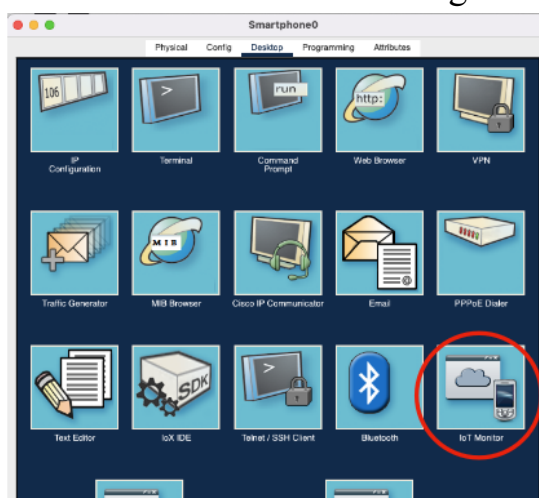 Smartphone0
Physical Config Desktop Programming Attributes
106
>
run
http:
IP Configuration
Terminal
Command Prompt
Web Browser
VPN
MIB
Traffic Generator
MIB Browser
Cisco IP Communicator
Email
PPPoE Dialer
SDK
>
Text Editor
IoX IDE
Telnet / SSH Client
Bluetooth
IoT Monitor